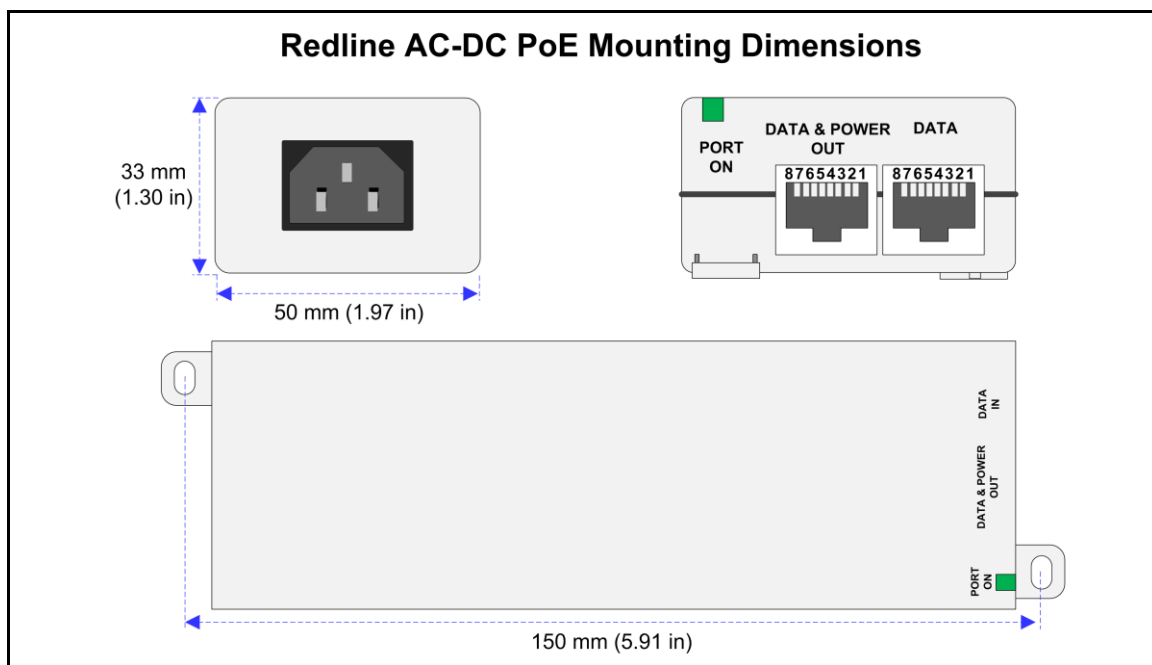 Redline AC-DC PoE Mounting Dimensions
33 mm
(1.30 in)
50 mm (1.97 in)
PORT
ON
DATA & POWER
OUT
DATA
87654321
87654321
DATA
IN
DATA & POWER
OUT
PORT
ON
150 mm (5.91 in)